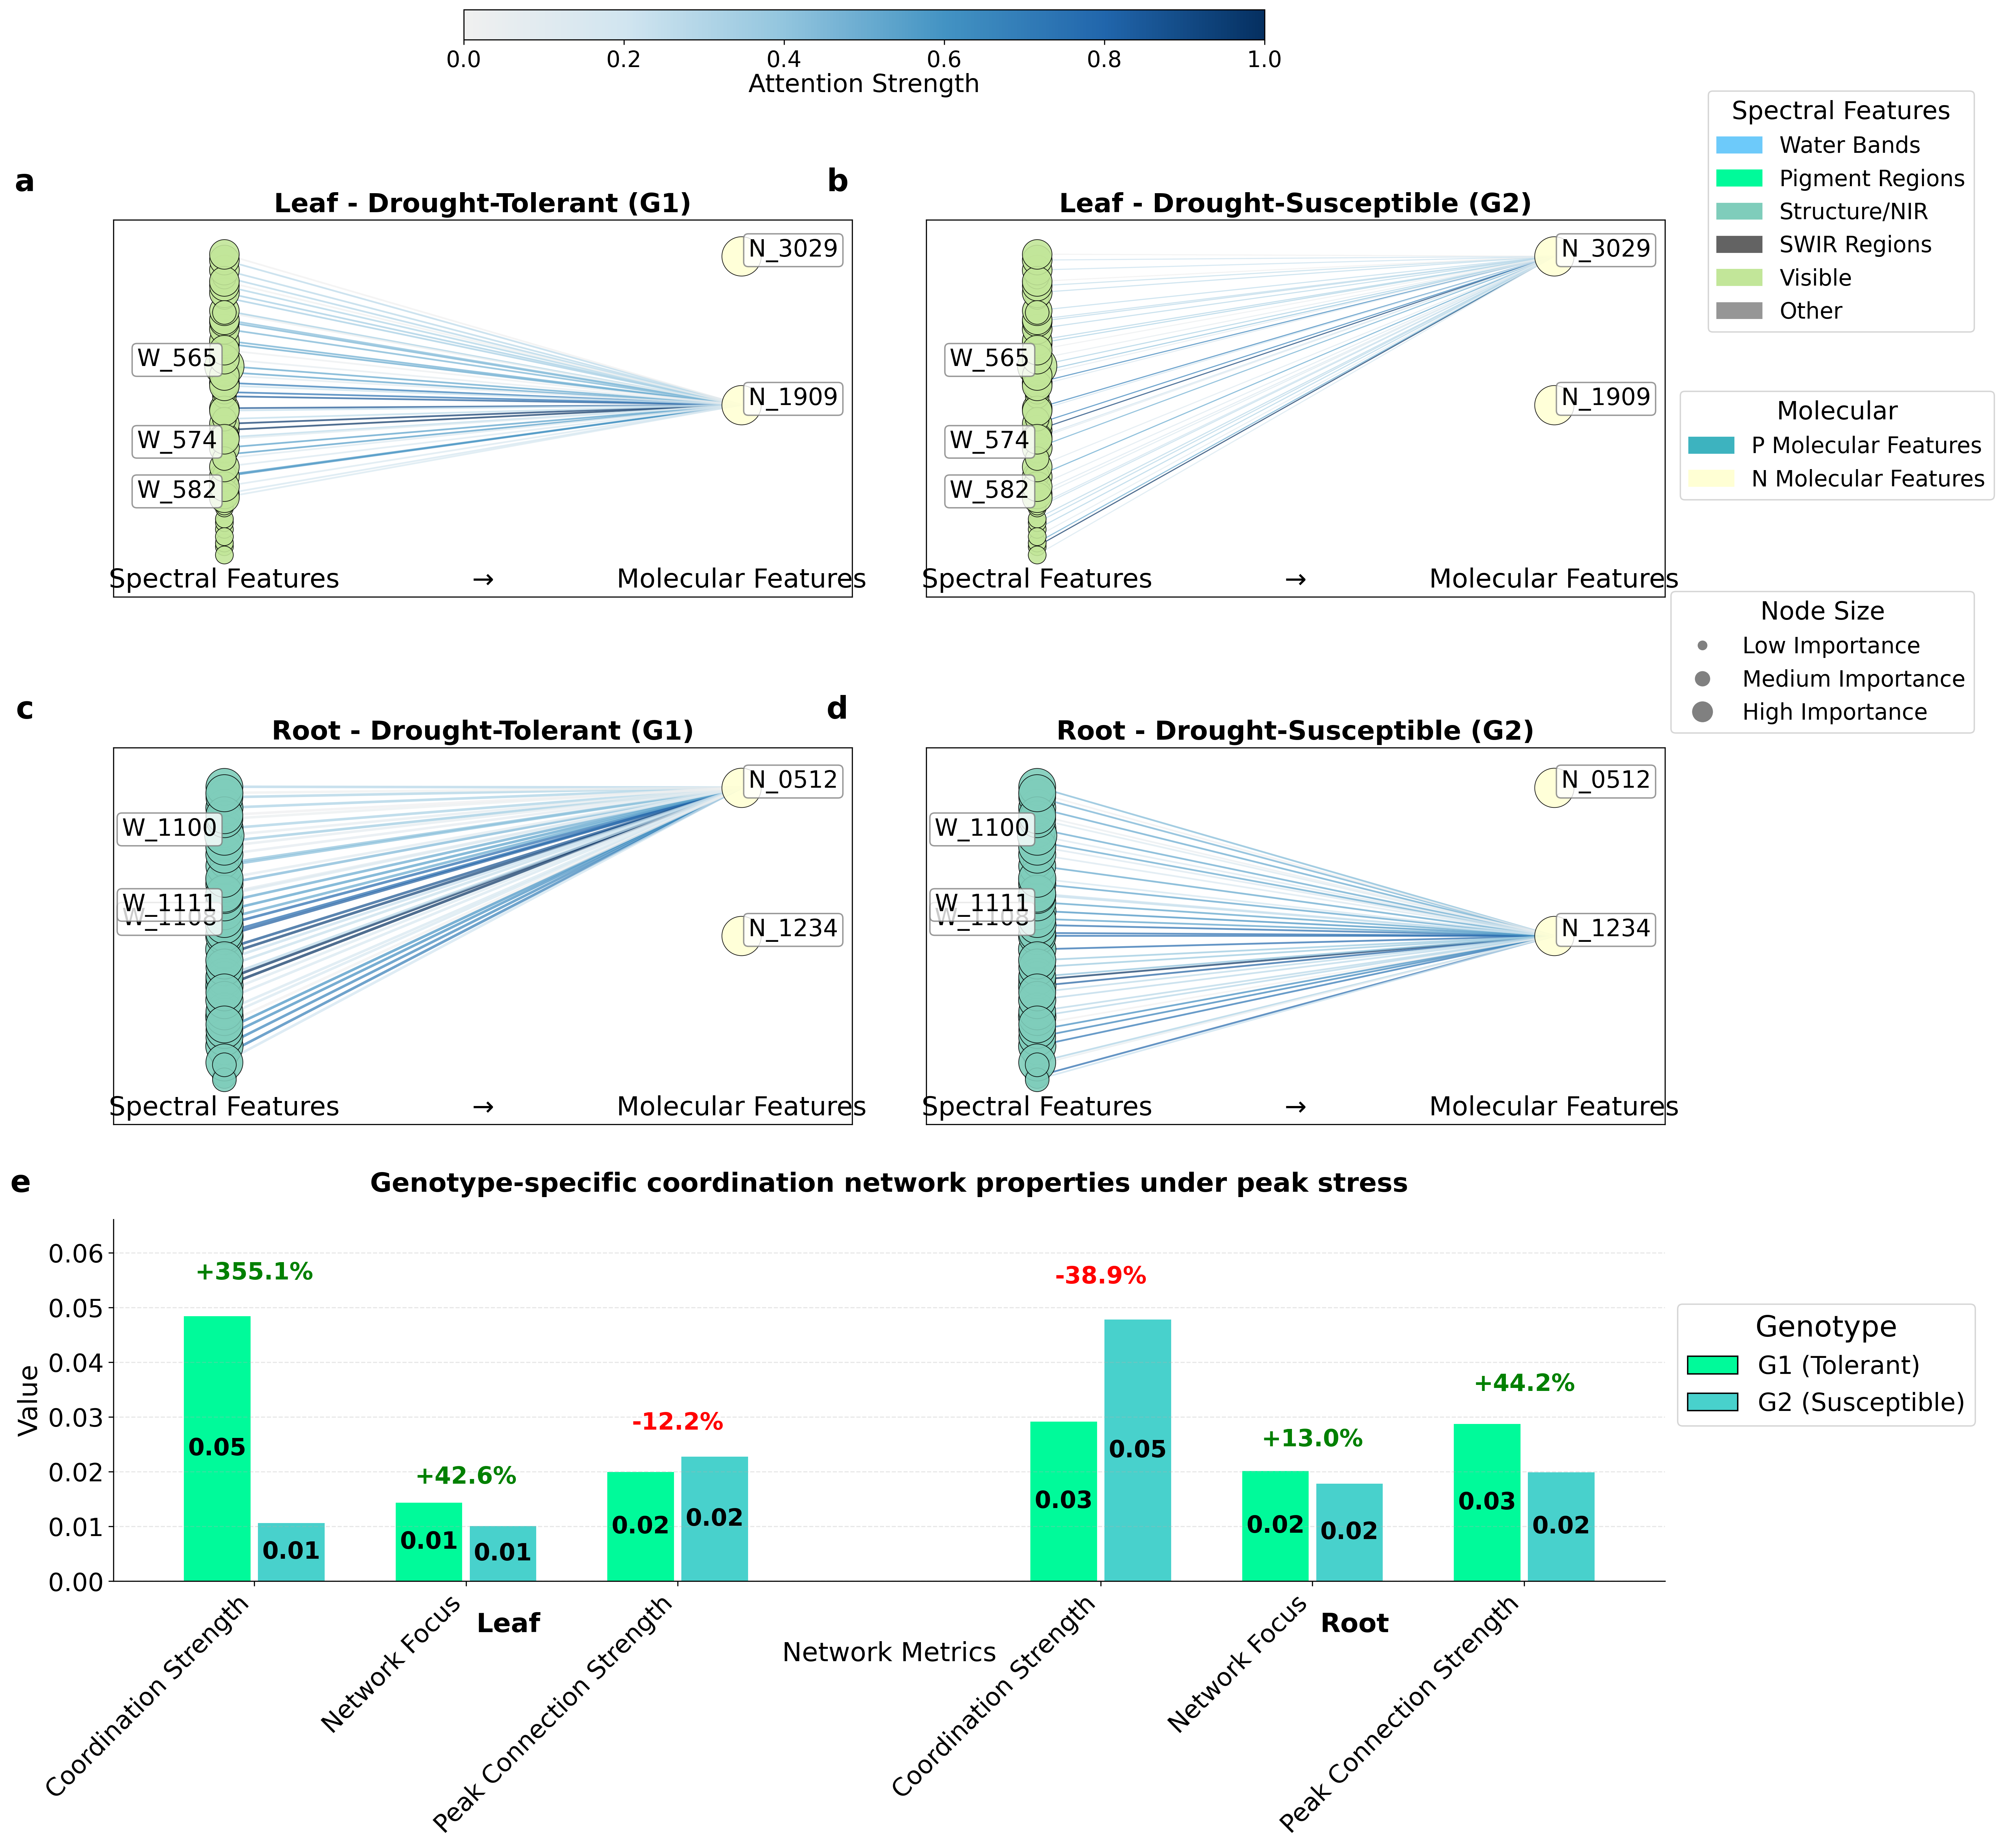 0.0 0.2 0.4 0.6 0.8 1.0
Attention Strength
Spectral Features
Water Bands
Pigment Regions
Structure/NIR
SWIR Regions
Visible
Other
Molecular
P Molecular Features
N Molecular Features
Node Size
Low Importance
Medium Importance
High Importance
a
Leaf - Drought-Tolerant (G1)
N_3029
W_565
N_1909
W_574
W_582
Spectral Features → Molecular Features
b
Leaf - Drought-Susceptible (G2)
N_3029
W_565
N_1909
W_574
W_582
Spectral Features → Molecular Features
c
Root - Drought-Tolerant (G1)
N_0512
W_1100
W_1111
W_1108
N_1234
Spectral Features → Molecular Features
d
Root - Drought-Susceptible (G2)
N_0512
W_1100
W_1111
W_1108
N_1234
Spectral Features → Molecular Features
e
Genotype-specific coordination network properties under peak stress
Value
0.06
0.05
0.04
0.03
0.02
0.01
0.00
+355.1%
0.05
0.01
+42.6%
0.01
0.01
-12.2%
0.02
0.02
-38.9%
0.03
0.05
+13.0%
0.02
0.02
+44.2%
0.03
0.02
Coordination Strength
Network Focus
Peak Connection Strength
Coordination Strength
Network Focus
Peak Connection Strength
Leaf
Root
Network Metrics
Genotype
G1 (Tolerant)
G2 (Susceptible)